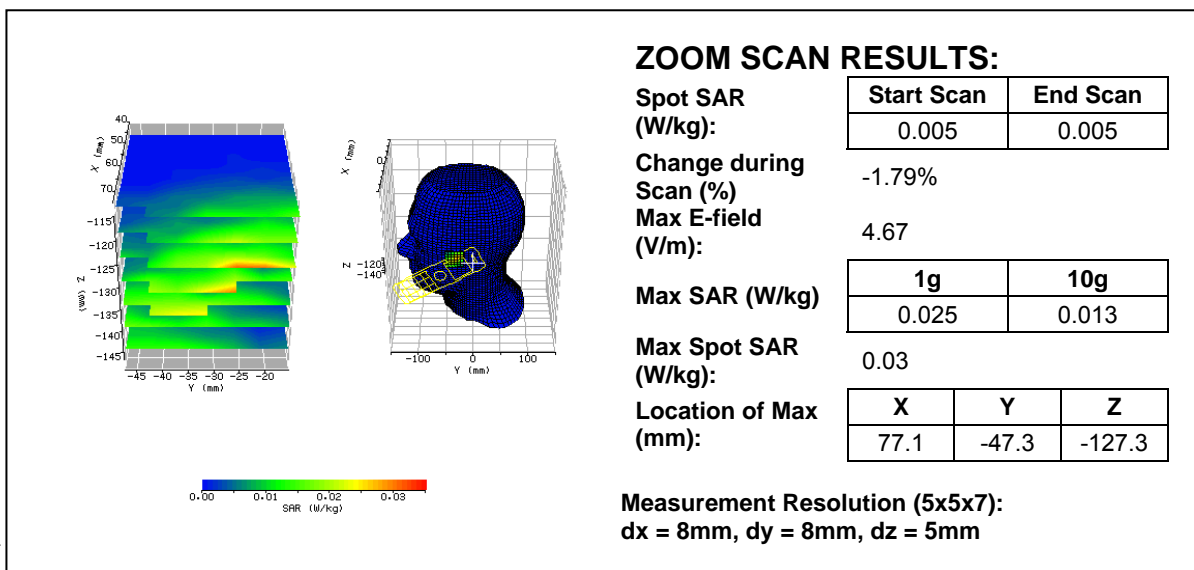 ZOOM SCAN RESULTS:
Spot SAR (W/kg):
Start Scan End Scan
0.005 0.005
Change during Scan (%)
-1.79%
Max E-field (V/m):
4.67
Max SAR (W/kg)
1g 10g
0.025 0.013
Max Spot SAR (W/kg):
0.03
Location of Max (mm):
X Y Z
77.1 -47.3 -127.3
Measurement Resolution (5x5x7):
dx = 8mm, dy = 8mm, dz = 5mm
40
50
60
70
X (mm)
-115
-120
-125
-130
-135
-140
-145
Z (mm)
-45 -40 -35 -30 -25 -20
Y (mm)
X (mm)
0
Z
-120
-140
-100 0 100
Y (mm)
0.00 0.01 0.02 0.03
SAR (W/kg)